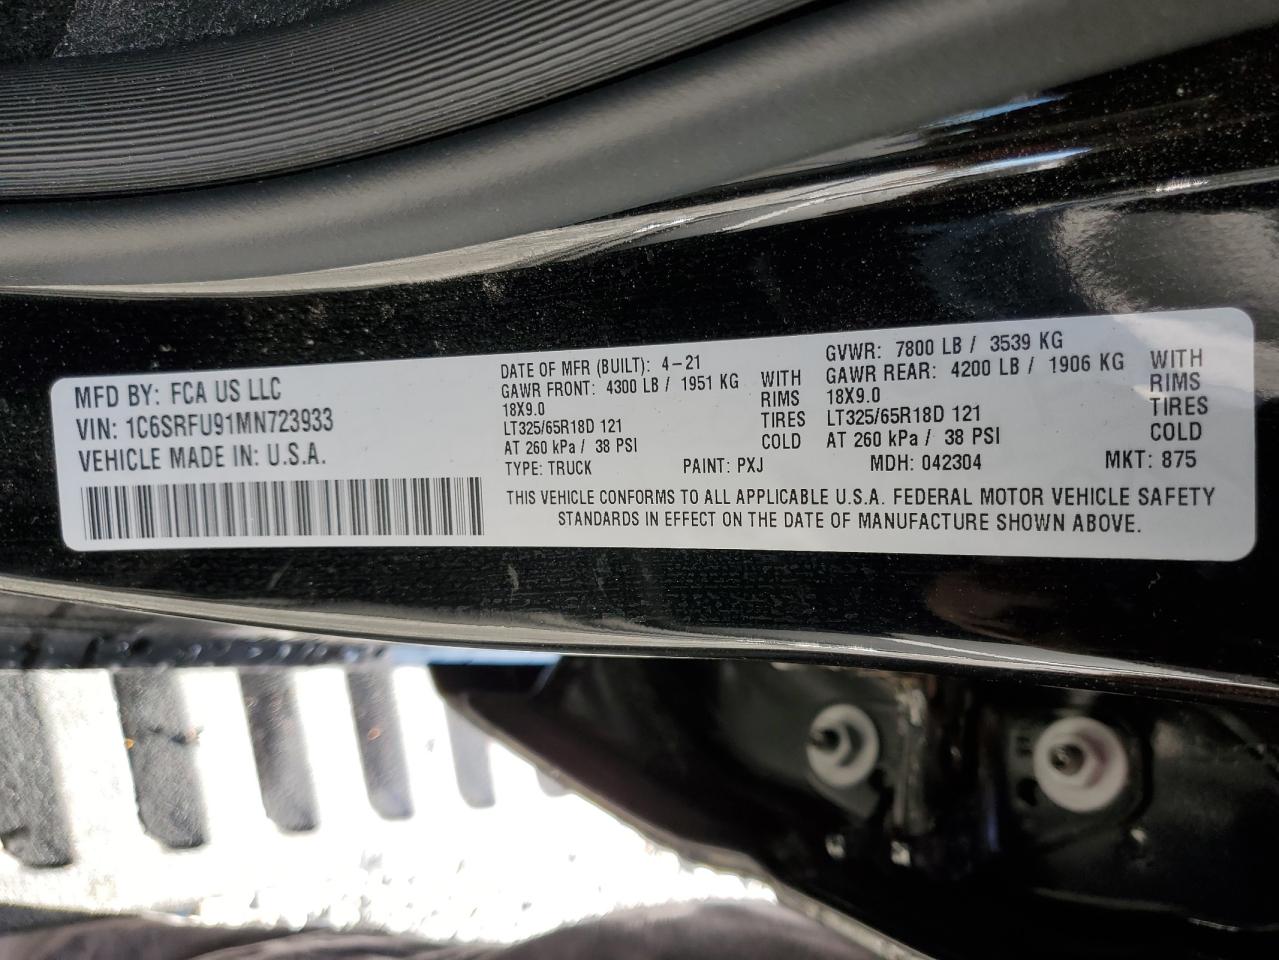 MFD BY: FCA US LLC
VIN: 1C6SRFU91MN723933
VEHICLE MADE IN: U.S.A.
DATE OF MFR (BUILT): 4-21
GAWR FRONT: 4300 LB / 1951 KG WITH
18X9.0 RIMS
LT325/65R18D 121 TIRES
AT 260 kPa / 38 PSI COLD
GVWR: 7800 LB / 3539 KG
GAWR REAR: 4200 LB / 1906 KG WITH
18X9.0 RIMS
LT325/65R18D 121 TIRES
AT 260 kPa / 38 PSI COLD
TYPE: TRUCK PAINT: PXJ MDH: 042304 MKT: 875
THIS VEHICLE CONFORMS TO ALL APPLICABLE U.S.A. FEDERAL MOTOR VEHICLE SAFETY
STANDARDS IN EFFECT ON THE DATE OF MANUFACTURE SHOWN ABOVE.